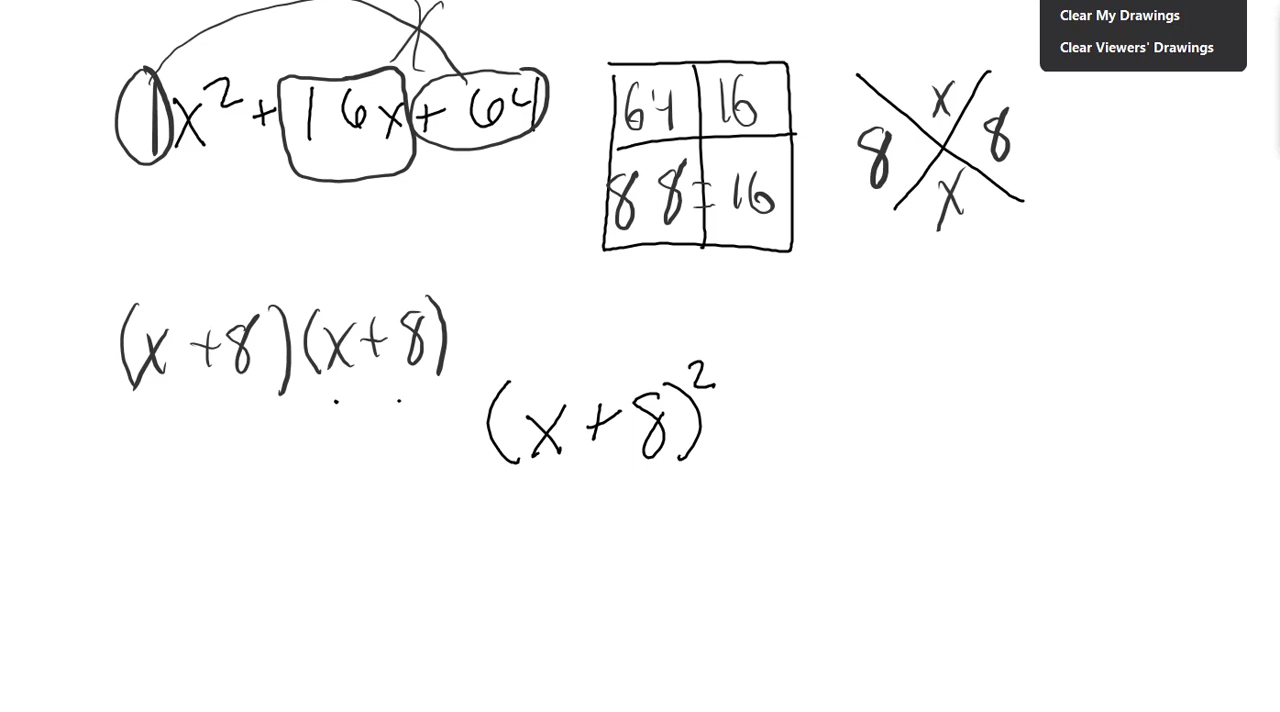 Clear My Drawings
Clear Viewers' Drawings
x
1x² + 16x + 64
64 16
8 8 = 16
x
8 8
x
(x + 8)(x + 8)
(x + 8)²